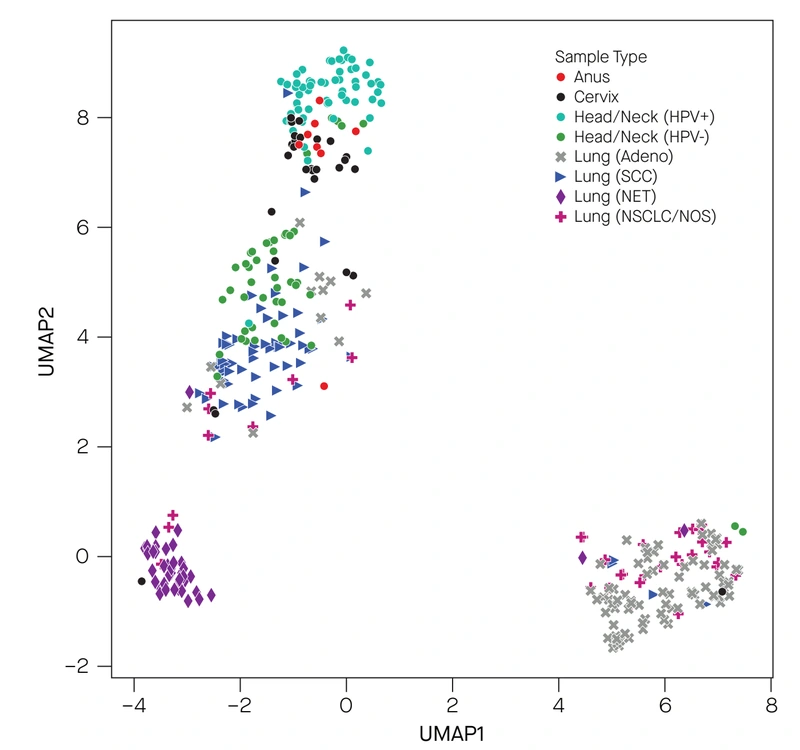 Sample Type
Anus
Cervix
Head/Neck (HPV+)
Head/Neck (HPV-)
Lung (Adeno)
Lung (SCC)
Lung (NET)
Lung (NSCLC/NOS)
8
6
4
2
0
−2
UMAP2
−4 −2 0 2 4 6 8
UMAP1